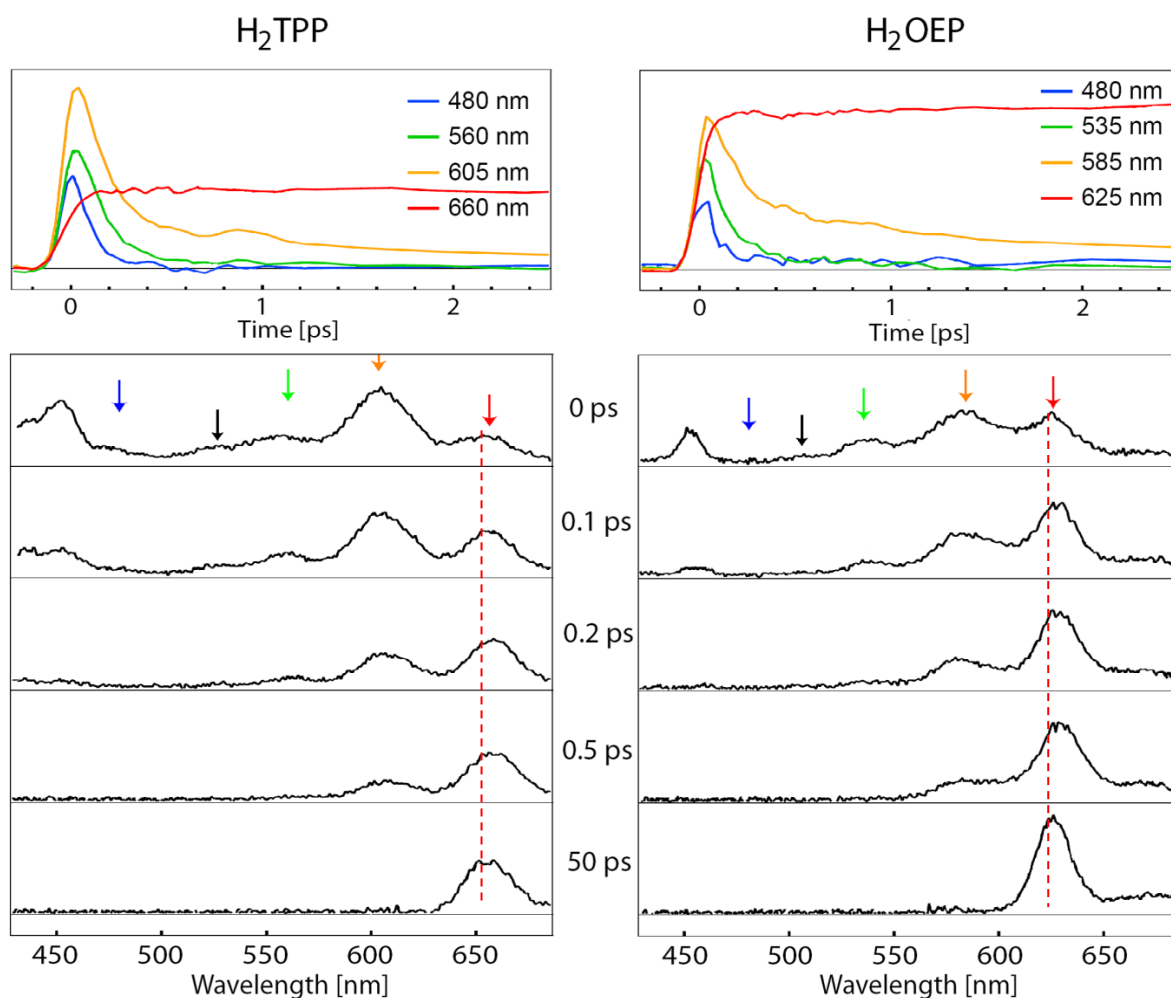 H₂TPP
480 nm
560 nm
605 nm
660 nm
0 1 2
Time [ps]
H₂OEP
480 nm
535 nm
585 nm
625 nm
0 1 2
Time [ps]
0 ps
0.1 ps
0.2 ps
0.5 ps
50 ps
450 500 550 600 650
Wavelength [nm]
450 500 550 600 650
Wavelength [nm]